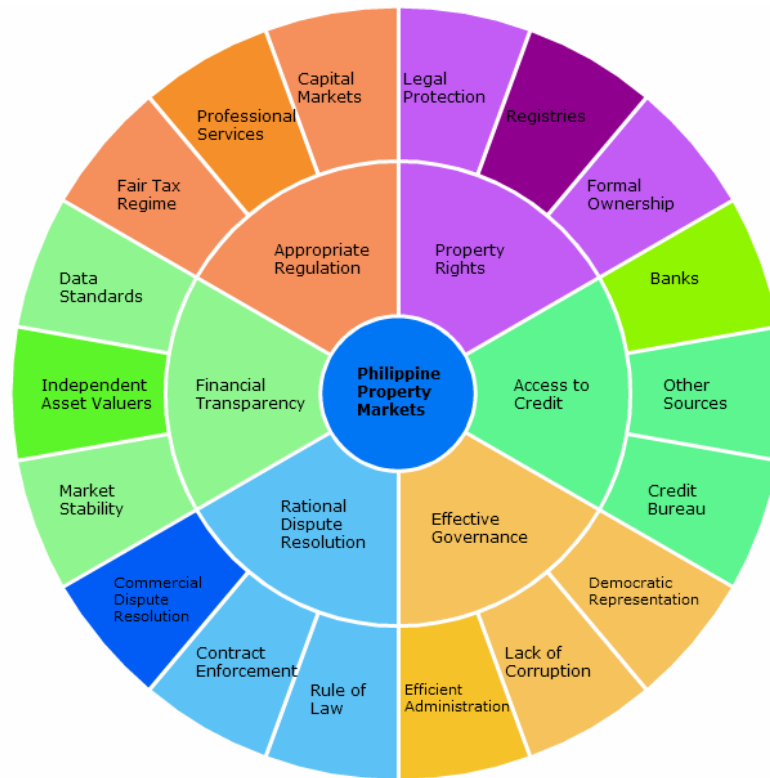 Capital
Markets
Legal
Protection
Professional
Services
Registries
Fair Tax
Regime
Formal
Ownership
Appropriate
Regulation
Property
Rights
Data
Standards
Banks
Independent
Asset Valuers
Financial
Transparency
Philippine
Property
Markets
Access to
Credit
Other
Sources
Market
Stability
Rational
Dispute
Resolution
Effective
Governance
Credit
Bureau
Commercial
Dispute
Resolution
Democratic
Representation
Contract
Enforcement
Lack of
Corruption
Rule of
Law
Efficient
Administration